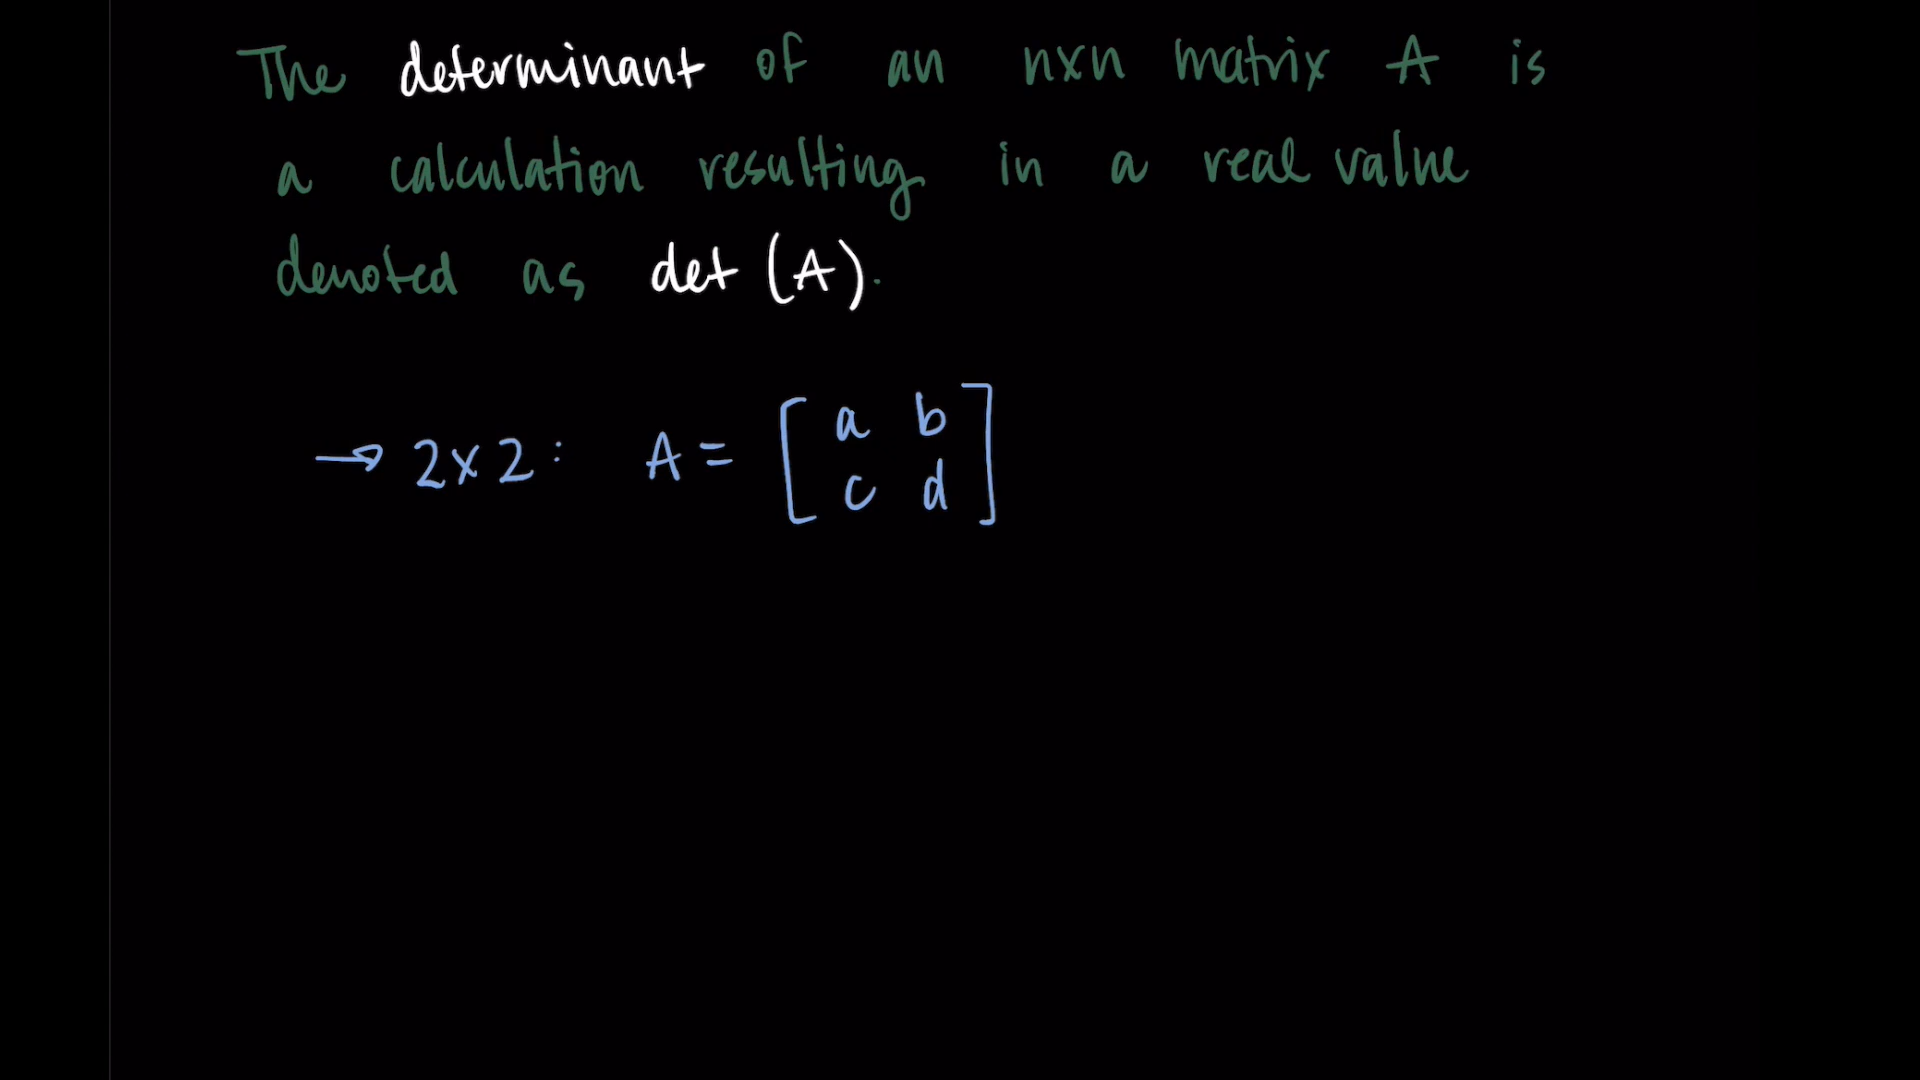 The determinant of an nxn matrix A is
a calculation resulting in a real value
denoted as det (A).
→ 2x2: A = [ a b
c d ]